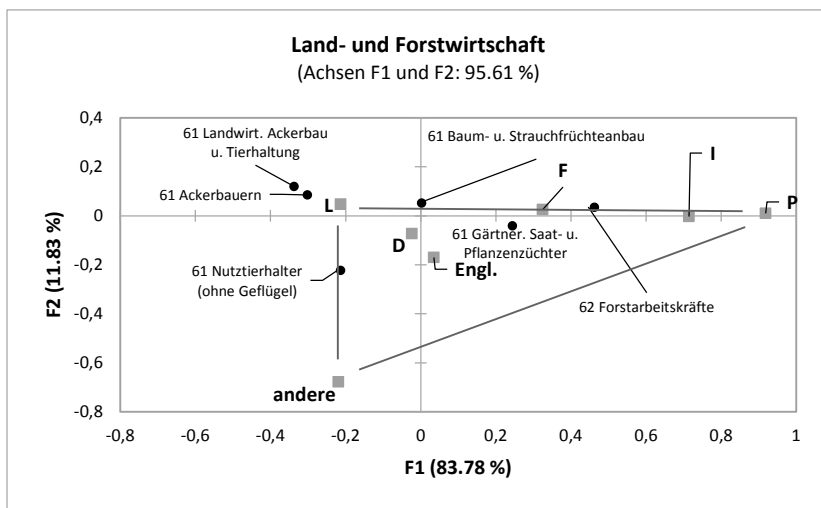 Land- und Forstwirtschaft
(Achsen F1 und F2: 95.61 %)
0,4
61 Landwirt. Ackerbau
u. Tierhaltung
61 Baum- u. Strauchfrüchteanbau
0,2
61 Ackerbauern
L
F
I
P
0
D
61 Gärtner. Saat- u.
Pflanzenzüchter
-0,2
61 Nutztierhalter
(ohne Geflügel)
Engl.
62 Forstarbeitskräfte
-0,4
-0,6
andere
-0,8
-0,8
-0,6
-0,4
-0,2
0
0,2
0,4
0,6
0,8
1
F2 (11.83 %)
F1 (83.78 %)